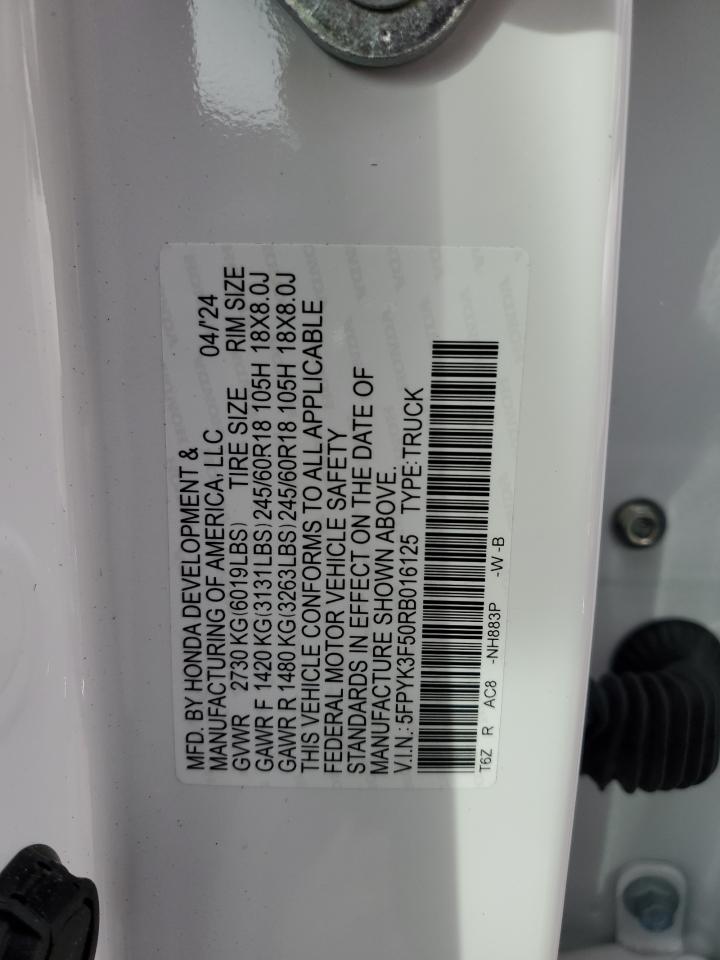 MFD. BY HONDA DEVELOPMENT &
MANUFACTURING OF AMERICA, LLC 04/'24
GVWR 2730 KG(6019LBS) TIRE SIZE RIM SIZE
GAWR F 1420 KG(3131LBS)245/60R18 105H 18X8.0J
GAWR R 1480 KG(3263LBS)245/60R18 105H 18X8.0J
THIS VEHICLE CONFORMS TO ALL APPLICABLE
FEDERAL MOTOR VEHICLE SAFETY
STANDARDS IN EFFECT ON THE DATE OF
MANUFACTURE SHOWN ABOVE.
V.I.N.:5FPYK3F50RB016125 TYPE:TRUCK
T6Z R AC8 -NH883P -W -B